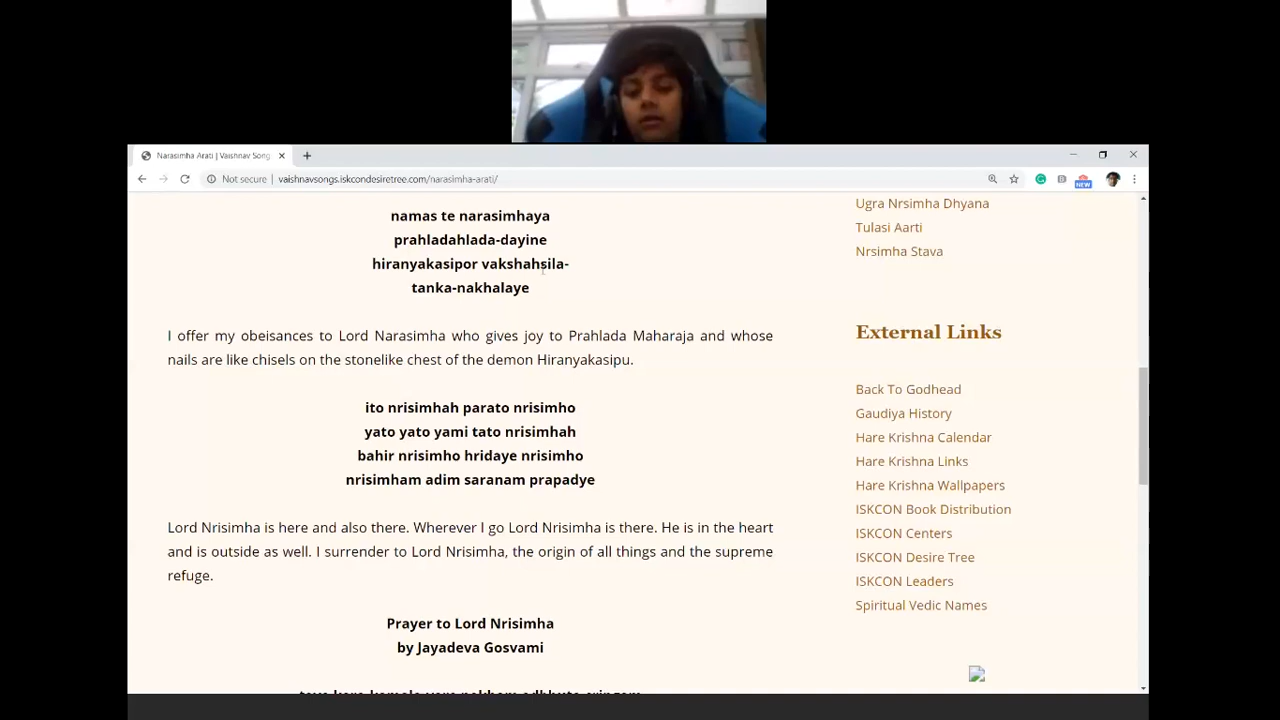 Narasimha Arati | Vaishnav Song
Not secure
vaishnavsongs.iskcondesiretree.com/narasimha-arati/
NEW
namas te narasimhaya
prahladahlada-dayine
hiranyakasipor vakshahsila-
tanka-nakhalaye
I offer my obeisances to Lord Narasimha who gives joy to Prahlada Maharaja and whose
nails are like chisels on the stonelike chest of the demon Hiranyakasipu.
ito nrisimhah parato nrisimho
yato yato yami tato nrisimhah
bahir nrisimho hridaye nrisimho
nrisimham adim saranam prapadye
Lord Nrisimha is here and also there. Wherever I go Lord Nrisimha is there. He is in the heart
and is outside as well. I surrender to Lord Nrisimha, the origin of all things and the supreme
refuge.
Prayer to Lord Nrisimha
by Jayadeva Gosvami
Ugra Nrsimha Dhyana
Tulasi Aarti
Nrsimha Stava
External Links
Back To Godhead
Gaudiya History
Hare Krishna Calendar
Hare Krishna Links
Hare Krishna Wallpapers
ISKCON Book Distribution
ISKCON Centers
ISKCON Desire Tree
ISKCON Leaders
Spiritual Vedic Names